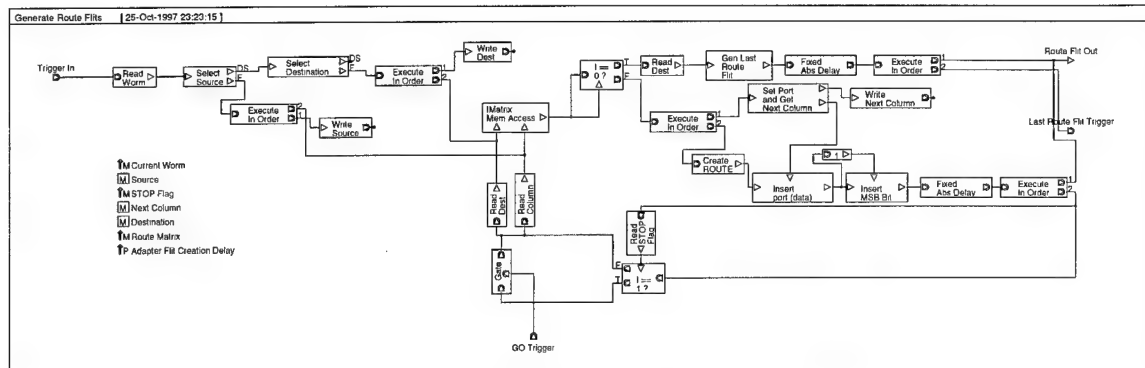 Generate Route Flits [ 25-Oct-1997 23:23:15 ]
Trigger In
Read
Worm
Select
Source
DS
F
Select
Destination
DS
F
Execute
In Order
1
2
Write
Dest
Execute
In Order
2
1
Write
Source
IMatrix
Mem Access
I ==
0 ?
T
F
Read
Dest
Gen Last
Route
Flit
Fixed
Abs Delay
Execute
In Order
1
2
Route Flit Out
Last Route Flit Trigger
Execute
In Order
1
2
Set Port
and Get
Next Column
Write
Next Column
Create
ROUTE
Insert
port (data)
1
Insert
MSB Bit
Fixed
Abs Delay
Execute
In Order
1
2
Read
Dest
Read
Column
Read
STOP
Flag
Gate
F
T
I ==
1 ?
GO Trigger
M Current Worm
M Source
M STOP Flag
M Next Column
M Destination
M Route Matrix
P Adapter Flit Creation Delay